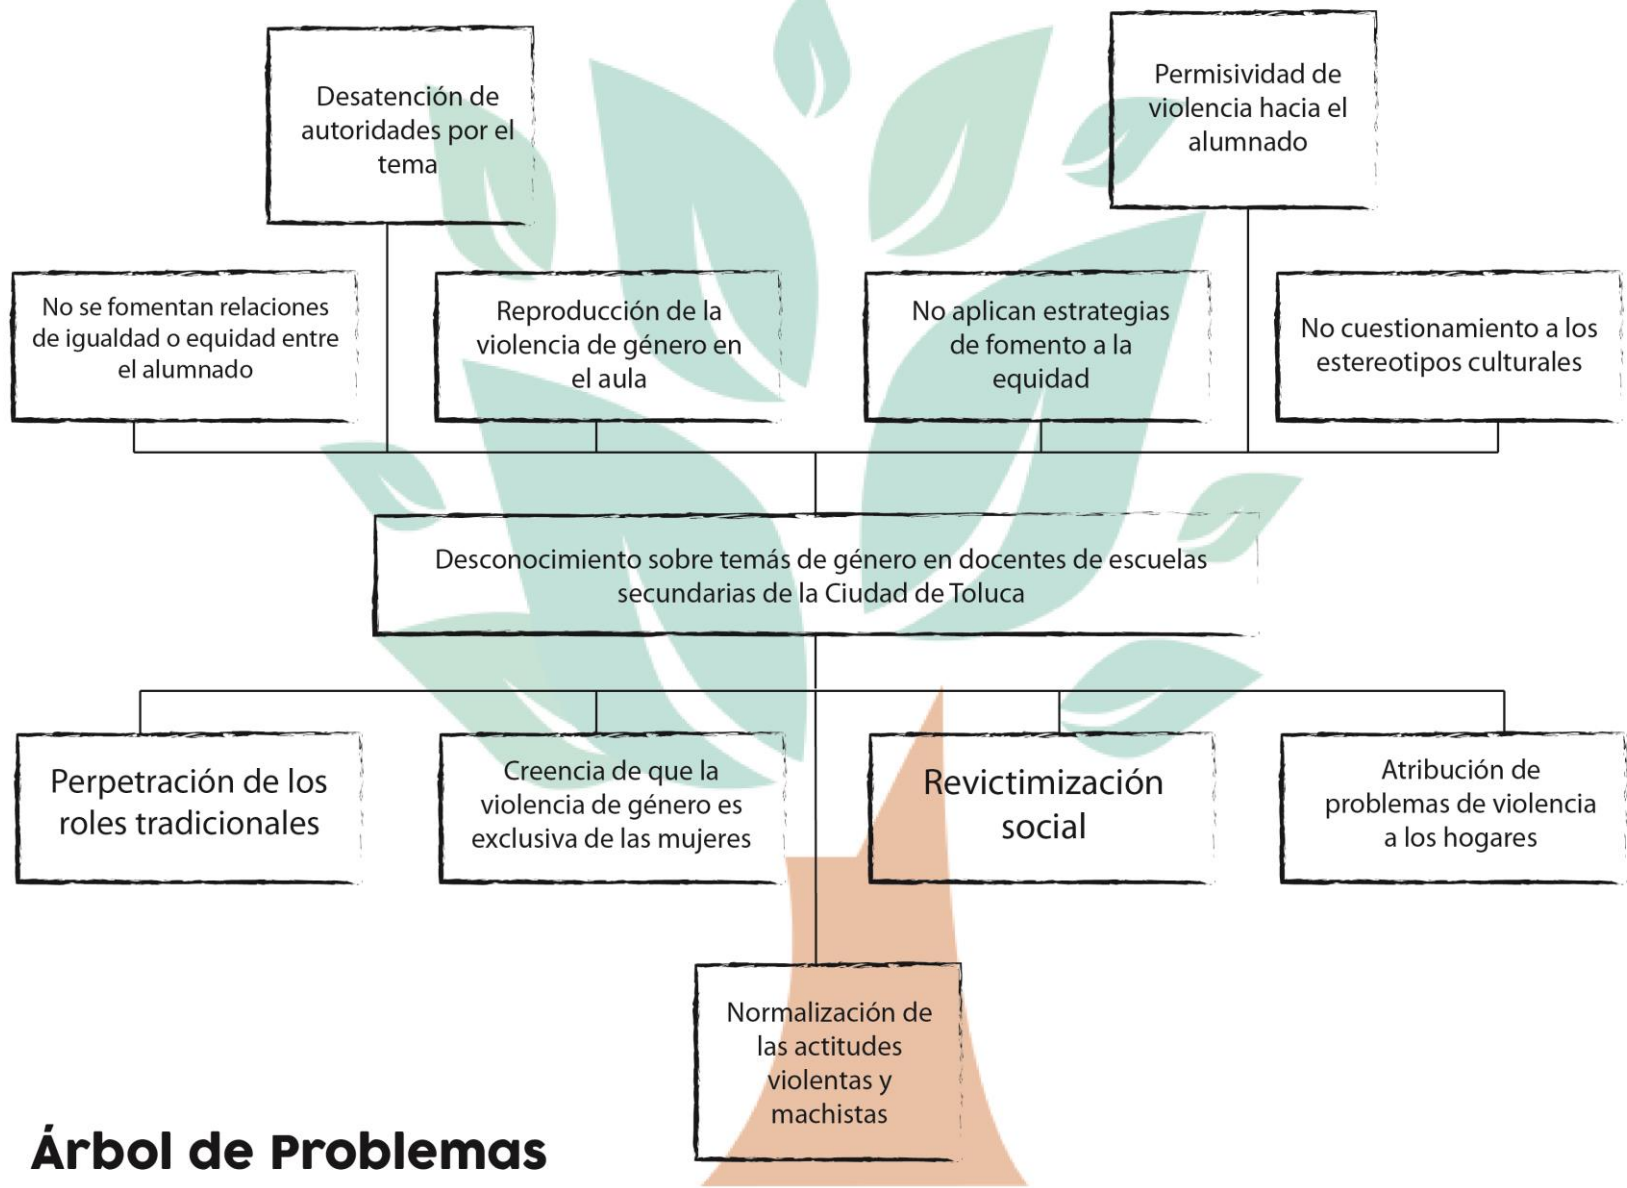 Desatención de
autoridades por el
tema
Permisividad de
violencia hacia el
alumnado
No se fomentan relaciones
de igualdad o equidad entre
el alumnado
Reproducción de la
violencia de género en
el aula
No aplican estrategias
de fomento a la
equidad
No cuestionamiento a los
estereotipos culturales
Desconocimiento sobre temás de género en docentes de escuelas
secundarias de la Ciudad de Toluca
Perpetración de los
roles tradicionales
Creencia de que la
violencia de género es
exclusiva de las mujeres
Revictimización
social
Atribución de
problemas de violencia
a los hogares
Normalización de
las actitudes
violentas y
machistas
Árbol de Problemas